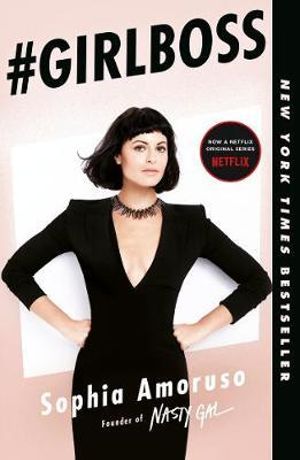 #GIRLBOSS
NOW A NETFLIX
ORIGINAL SERIES
NETFLIX
NEW YORK TIMES BESTSELLER
Sophia Amoruso
Founder of NASTY GAL